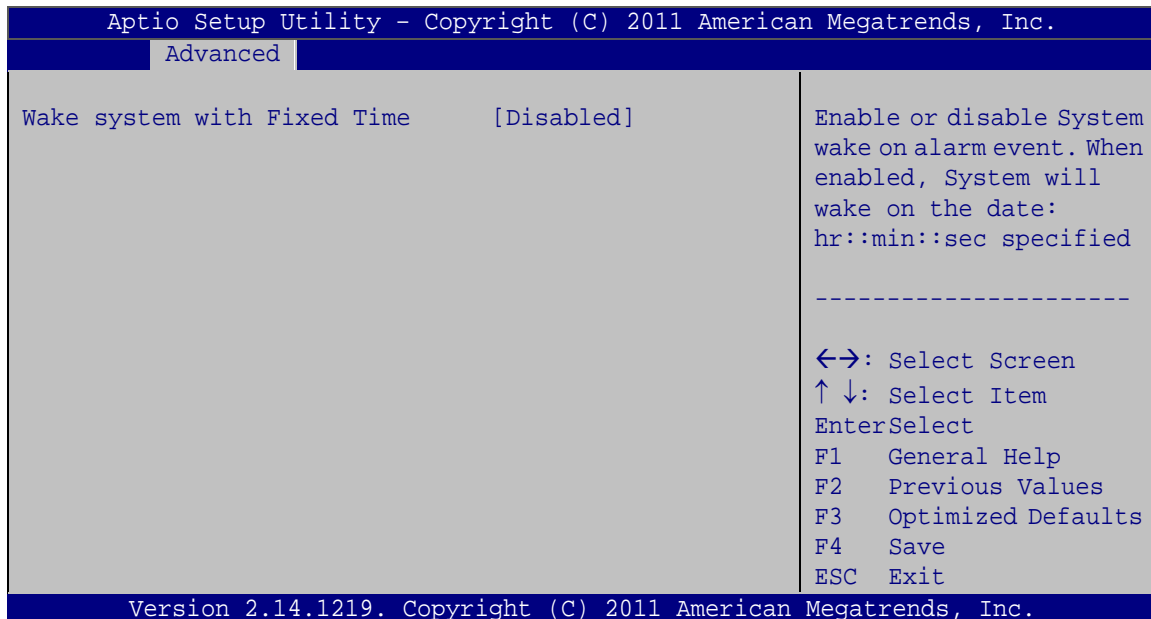 Aptio Setup Utility – Copyright (C) 2011 American Megatrends, Inc.
Advanced
Wake system with Fixed Time [Disabled]
Enable or disable System
wake on alarm event. When
enabled, System will
wake on the date:
hr::min::sec specified
----------------------
←→: Select Screen
↑ ↓: Select Item
EnterSelect
F1 General Help
F2 Previous Values
F3 Optimized Defaults
F4 Save
ESC Exit
Version 2.14.1219. Copyright (C) 2011 American Megatrends, Inc.